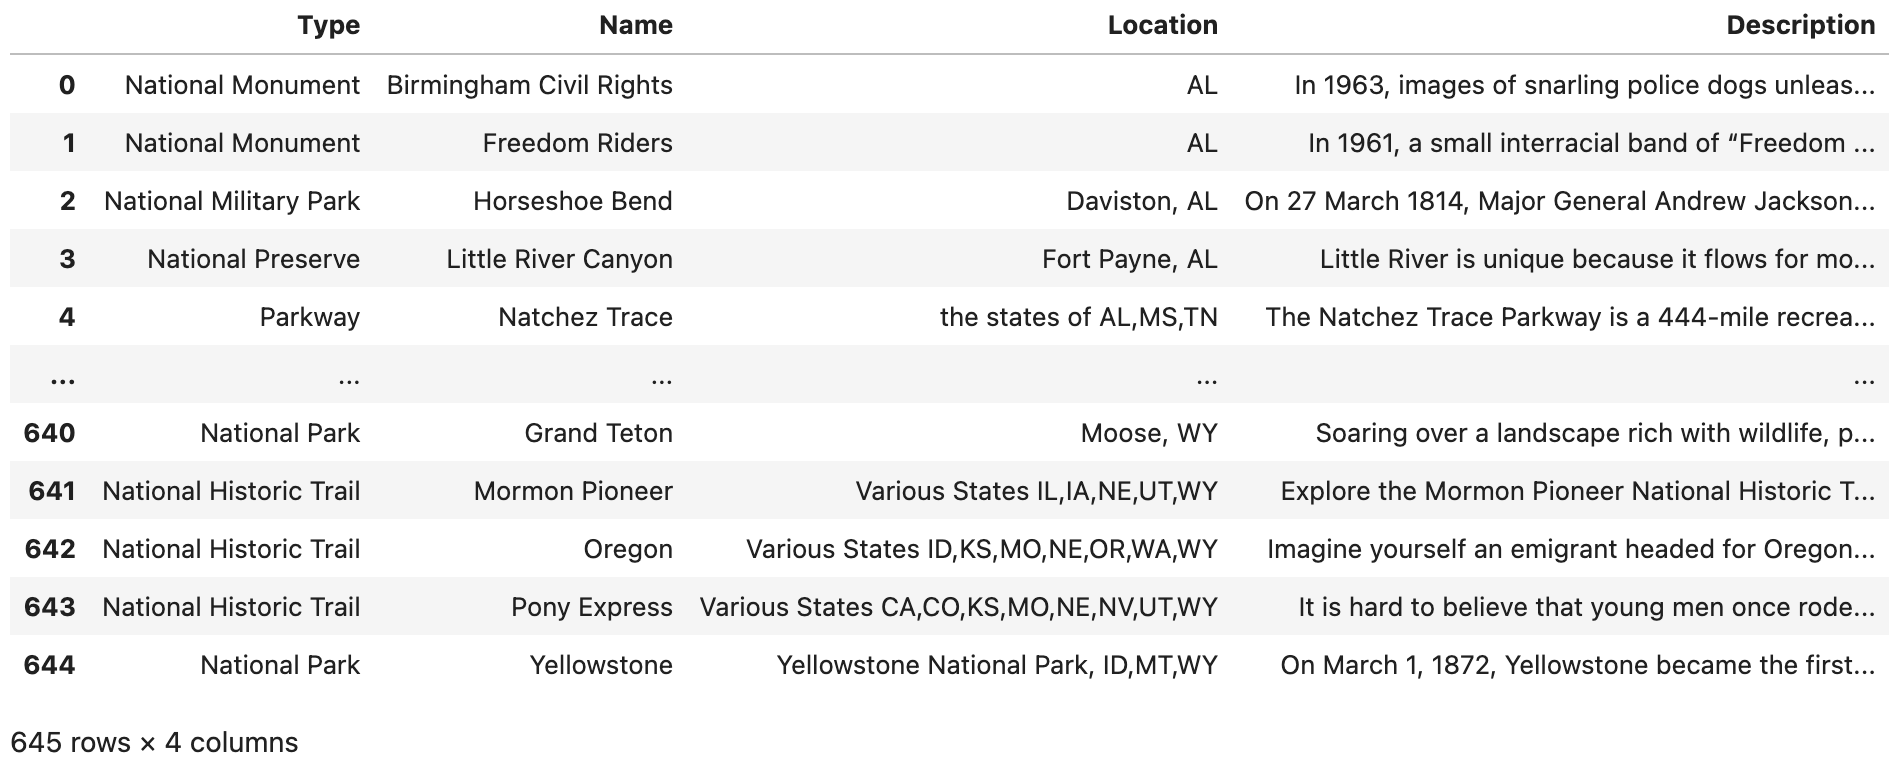 Type Name Location Description
0 National Monument Birmingham Civil Rights AL In 1963, images of snarling police dogs unleas...
1 National Monument Freedom Riders AL In 1961, a small interracial band of “Freedom ...
2 National Military Park Horseshoe Bend Daviston, AL On 27 March 1814, Major General Andrew Jackson...
3 National Preserve Little River Canyon Fort Payne, AL Little River is unique because it flows for mo...
4 Parkway Natchez Trace the states of AL,MS,TN The Natchez Trace Parkway is a 444-mile recrea...
... ... ... ... ...
640 National Park Grand Teton Moose, WY Soaring over a landscape rich with wildlife, p...
641 National Historic Trail Mormon Pioneer Various States IL,IA,NE,UT,WY Explore the Mormon Pioneer National Historic T...
642 National Historic Trail Oregon Various States ID,KS,MO,NE,OR,WA,WY Imagine yourself an emigrant headed for Oregon...
643 National Historic Trail Pony Express Various States CA,CO,KS,MO,NE,NV,UT,WY It is hard to believe that young men once rode...
644 National Park Yellowstone Yellowstone National Park, ID,MT,WY On March 1, 1872, Yellowstone became the first...
645 rows × 4 columns